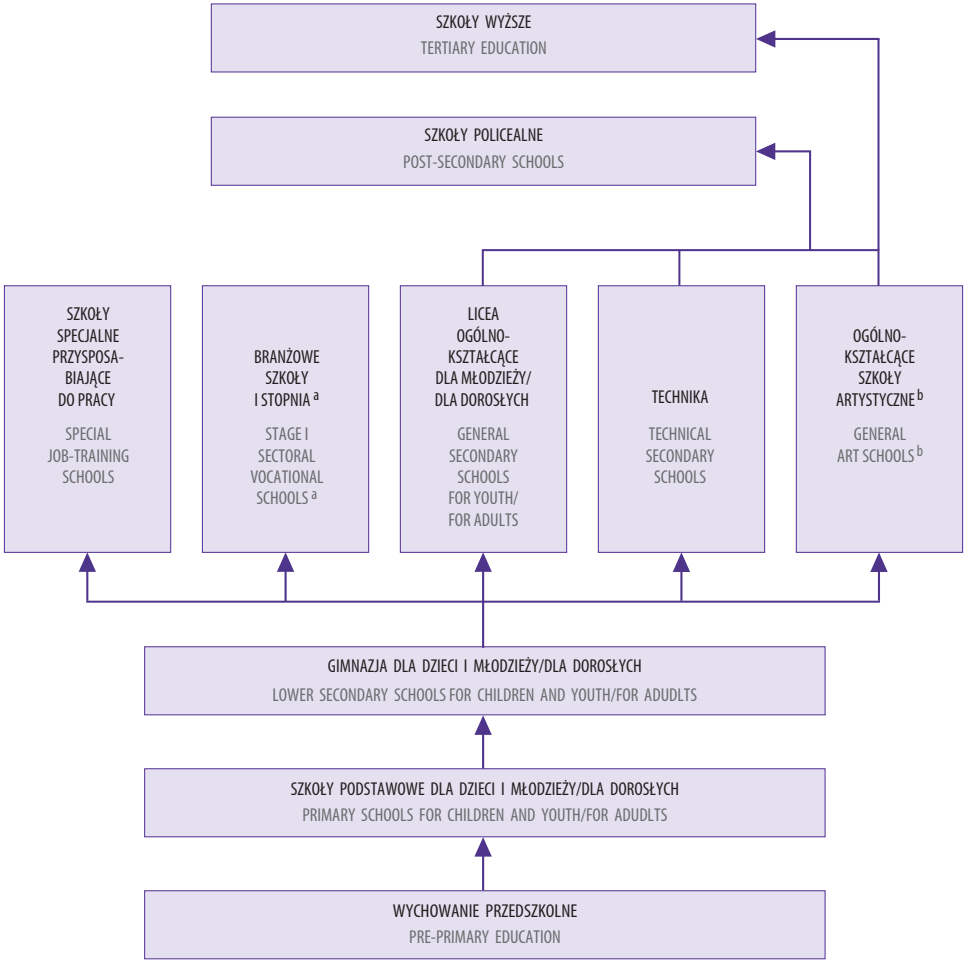 SZKOŁY WYŻSZE
TERTIARY EDUCATION
SZKOŁY POLICEALNE
POST-SECONDARY SCHOOLS
SZKOŁY
SPECJALNE
PRZYSPOSA-
BIAJĄCE
DO PRACY
SPECIAL
JOB-TRAINING
SCHOOLS
BRANŻOWE
SZKOŁY
I STOPNIA a
STAGE I
SECTORAL
VOCATIONAL
SCHOOLS a
LICEA
OGÓLNO-
KSZTAŁCĄCE
DLA MŁODZIEŻY/
DLA DOROSŁYCH
GENERAL
SECONDARY
SCHOOLS
FOR YOUTH/
FOR ADULTS
TECHNIKA
TECHNICAL
SECONDARY
SCHOOLS
OGÓLNO-
KSZTAŁCĄCE
SZKOŁY
ARTYSTYCZNE b
GENERAL
ART SCHOOLS b
GIMNAZJA DLA DZIECI I MŁODZIEŻY/DLA DOROSŁYCH
LOWER SECONDARY SCHOOLS FOR CHILDREN AND YOUTH/FOR ADUDLTS
SZKOŁY PODSTAWOWE DLA DZIECI I MŁODZIEŻY/DLA DOROSŁYCH
PRIMARY SCHOOLS FOR CHILDREN AND YOUTH/FOR ADUDLTS
WYCHOWANIE PRZEDSZKOLNE
PRE-PRIMARY EDUCATION